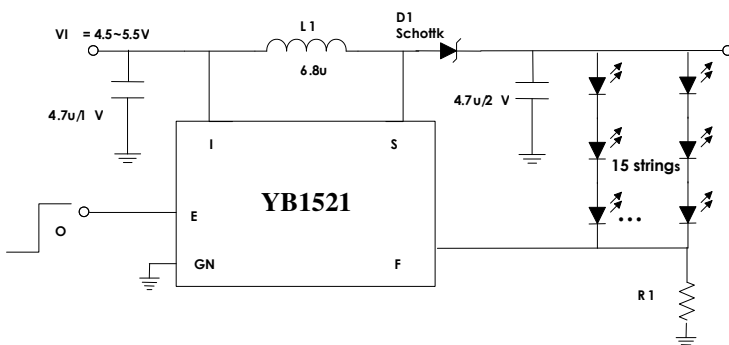 VI = 4.5~5.5V
L1
6.8u
D1
Schottk
4.7u/1 V
4.7u/2 V
I
S
15 strings
YB1521
E
...
O
GN
F
R1